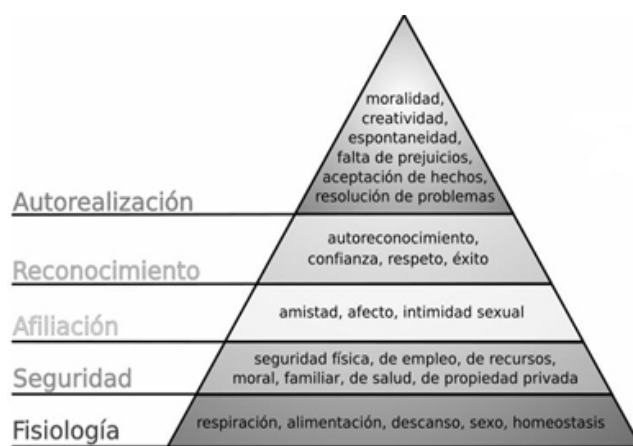 moralidad,
creatividad,
espontaneidad,
falta de prejuicios,
aceptación de hechos,
resolución de problemas
Autorealización
autoreconocimiento,
confianza, respeto, éxito
Reconocimiento
amistad, afecto, intimidad sexual
Afiliación
seguridad física, de empleo, de recursos,
moral, familiar, de salud, de propiedad privada
Seguridad
respiración, alimentación, descanso, sexo, homeostasis
Fisiología